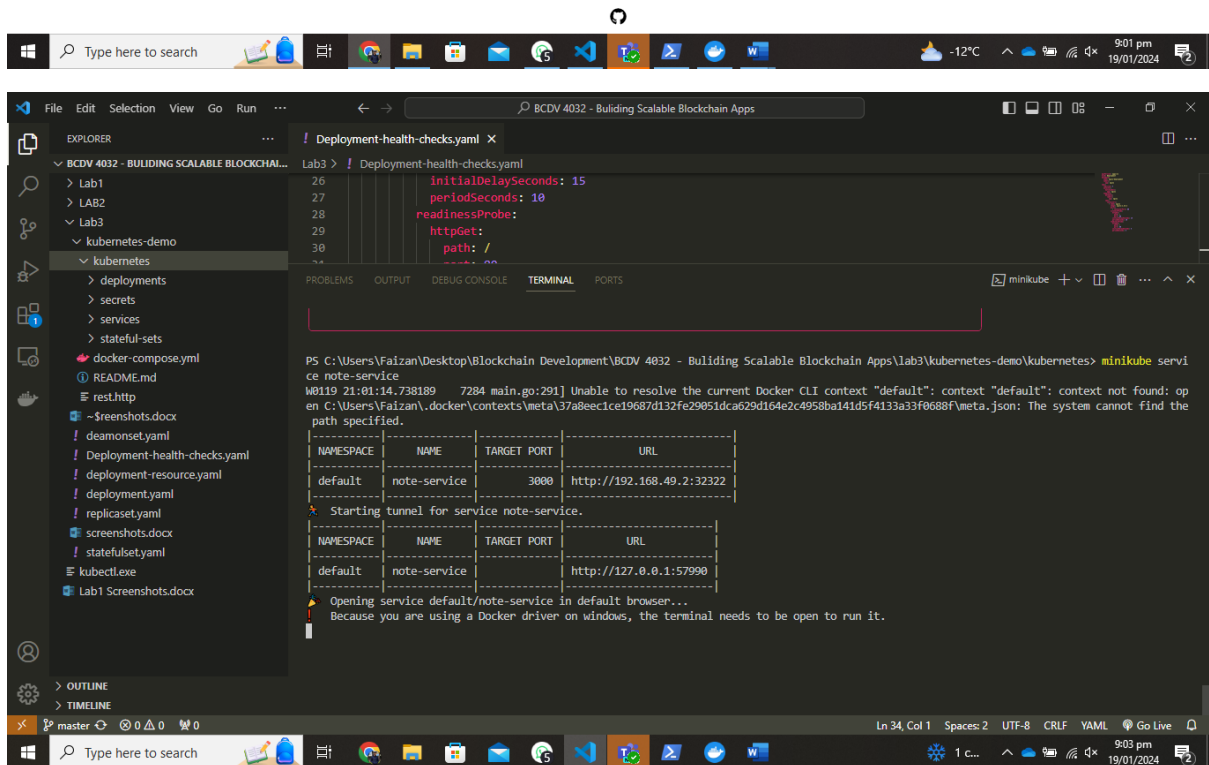 Type here to search
-12°C
9:01 pm
19/01/2024
2
File Edit Selection View Go Run ···
BCDV 4032 - Buliding Scalable Blockchain Apps
EXPLORER ···
! Deployment-health-checks.yaml ×
BCDV 4032 - BULIDING SCALABLE BLOCKCHAI...
Lab3 > ! Deployment-health-checks.yaml
> Lab1
> LAB2
Lab3
kubernetes-demo
kubernetes
> deployments
> secrets
> services
> stateful-sets
docker-compose.yml
README.md
rest.http
~$reenshots.docx
! deamonset.yaml
! Deployment-health-checks.yaml
! deployment-resource.yaml
! deployment.yaml
! replicaset.yaml
screenshots.docx
! statefulset.yaml
kubectl.exe
Lab1 Screenshots.docx
> OUTLINE
> TIMELINE
26 initialDelaySeconds: 15
27 periodSeconds: 10
28 readinessProbe:
29 httpGet:
30 path: /
PROBLEMS OUTPUT DEBUG CONSOLE TERMINAL PORTS
minikube
PS C:\Users\Faizan\Desktop\Blockchain Development\BCDV 4032 - Buliding Scalable Blockchain Apps\lab3\kubernetes-demo\kubernetes> minikube servi
ce note-service
W0119 21:01:14.738189 7284 main.go:291] Unable to resolve the current Docker CLI context "default": context "default": context not found: op
en C:\Users\Faizan\.docker\contexts\meta\37a8eec1ce19687d132fe29051dca629d164e2c4958ba141d5f4133a33f0688f\meta.json: The system cannot find the
path specified.
|-----------|--------------|-------------|---------------------------|
| NAMESPACE | NAME | TARGET PORT | URL |
|-----------|--------------|-------------|---------------------------|
| default | note-service | 3000 | http://192.168.49.2:32322 |
|-----------|--------------|-------------|---------------------------|
Starting tunnel for service note-service.
|-----------|--------------|-------------|------------------------|
| NAMESPACE | NAME | TARGET PORT | URL |
|-----------|--------------|-------------|------------------------|
| default | note-service | | http://127.0.0.1:57990 |
|-----------|--------------|-------------|------------------------|
Opening service default/note-service in default browser...
Because you are using a Docker driver on windows, the terminal needs to be open to run it.
master 0 0 0 Ln 34, Col 1 Spaces: 2 UTF-8 CRLF YAML Go Live
Type here to search
1 c...
9:03 pm
19/01/2024
2